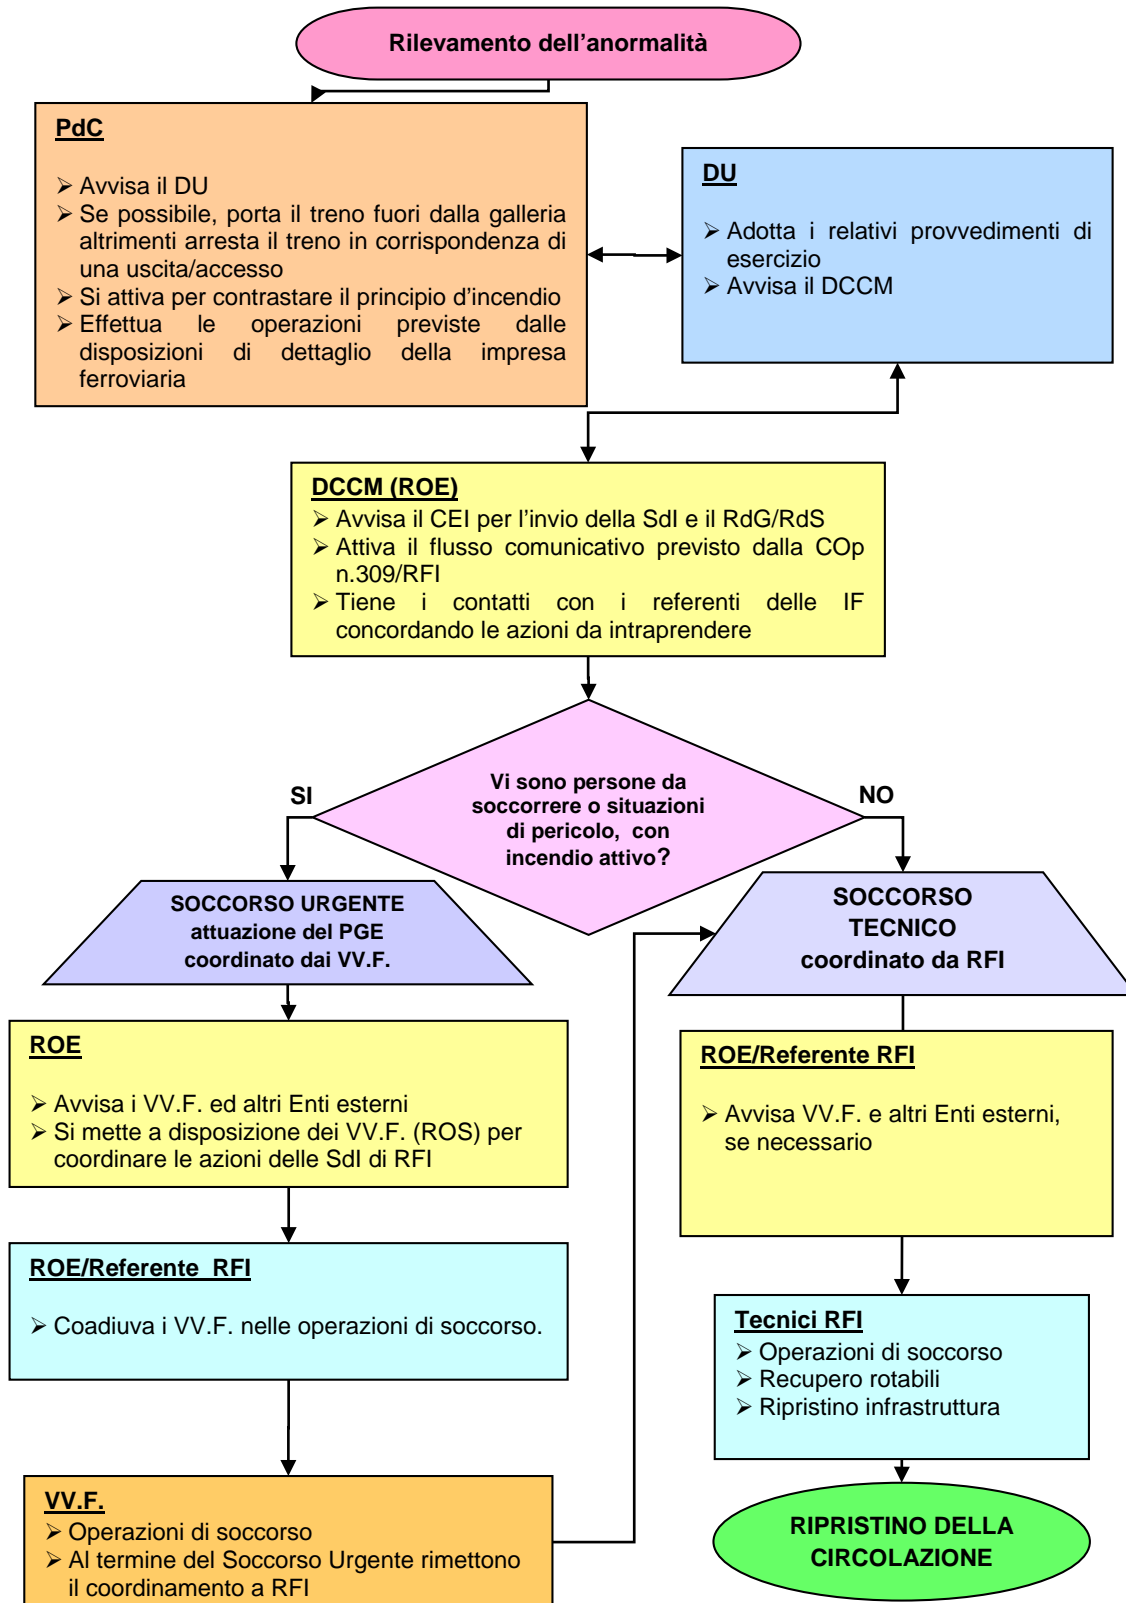 Rilevamento dell’anormalità
PdC
➢ Avvisa il DU
➢ Se possibile, porta il treno fuori dalla galleria
altrimenti arresta il treno in corrispondenza di
una uscita/accesso
➢ Si attiva per contrastare il principio d’incendio
➢ Effettua le operazioni previste dalle
disposizioni di dettaglio della impresa
ferroviaria
DU
➢ Adotta i relativi provvedimenti di
esercizio
➢ Avvisa il DCCM
DCCM (ROE)
➢ Avvisa il CEI per l’invio della SdI e il RdG/RdS
➢ Attiva il flusso comunicativo previsto dalla COp
n.309/RFI
➢ Tiene i contatti con i referenti delle IF
concordando le azioni da intraprendere
Vi sono persone da
soccorrere o situazioni
di pericolo, con
incendio attivo?
SI
NO
SOCCORSO URGENTE
attuazione del PGE
coordinato dai VV.F.
ROE
➢ Avvisa i VV.F. ed altri Enti esterni
➢ Si mette a disposizione dei VV.F. (ROS) per
coordinare le azioni delle SdI di RFI
ROE/Referente RFI
➢ Coadiuva i VV.F. nelle operazioni di soccorso.
VV.F.
➢ Operazioni di soccorso
➢ Al termine del Soccorso Urgente rimettono
il coordinamento a RFI
SOCCORSO
TECNICO
coordinato da RFI
ROE/Referente RFI
➢ Avvisa VV.F. e altri Enti esterni,
se necessario
Tecnici RFI
➢ Operazioni di soccorso
➢ Recupero rotabili
➢ Ripristino infrastruttura
RIPRISTINO DELLA
CIRCOLAZIONE